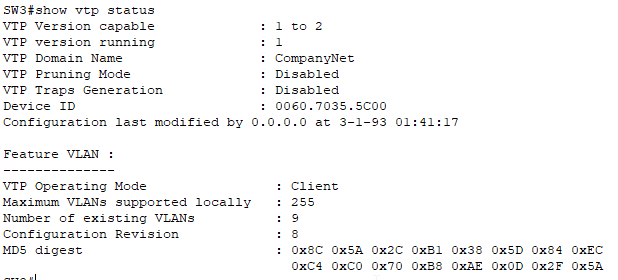 SW3#show vtp status
VTP Version capable : 1 to 2
VTP version running : 1
VTP Domain Name : CompanyNet
VTP Pruning Mode : Disabled
VTP Traps Generation : Disabled
Device ID : 0060.7035.5C00
Configuration last modified by 0.0.0.0 at 3-1-93 01:41:17
Feature VLAN :
--------------
VTP Operating Mode : Client
Maximum VLANs supported locally : 255
Number of existing VLANs : 9
Configuration Revision : 8
MD5 digest : 0x8C 0x5A 0x2C 0xB1 0x38 0x5D 0x84 0xEC
0xC4 0xC0 0x70 0xB8 0xAE 0x0D 0x2F 0x5A